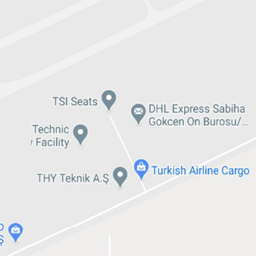 TSI Seats
DHL Express Sabiha
Gokcen On Burosu/...
Technic
Facility
THY Teknik A.Ş
Turkish Airline Cargo